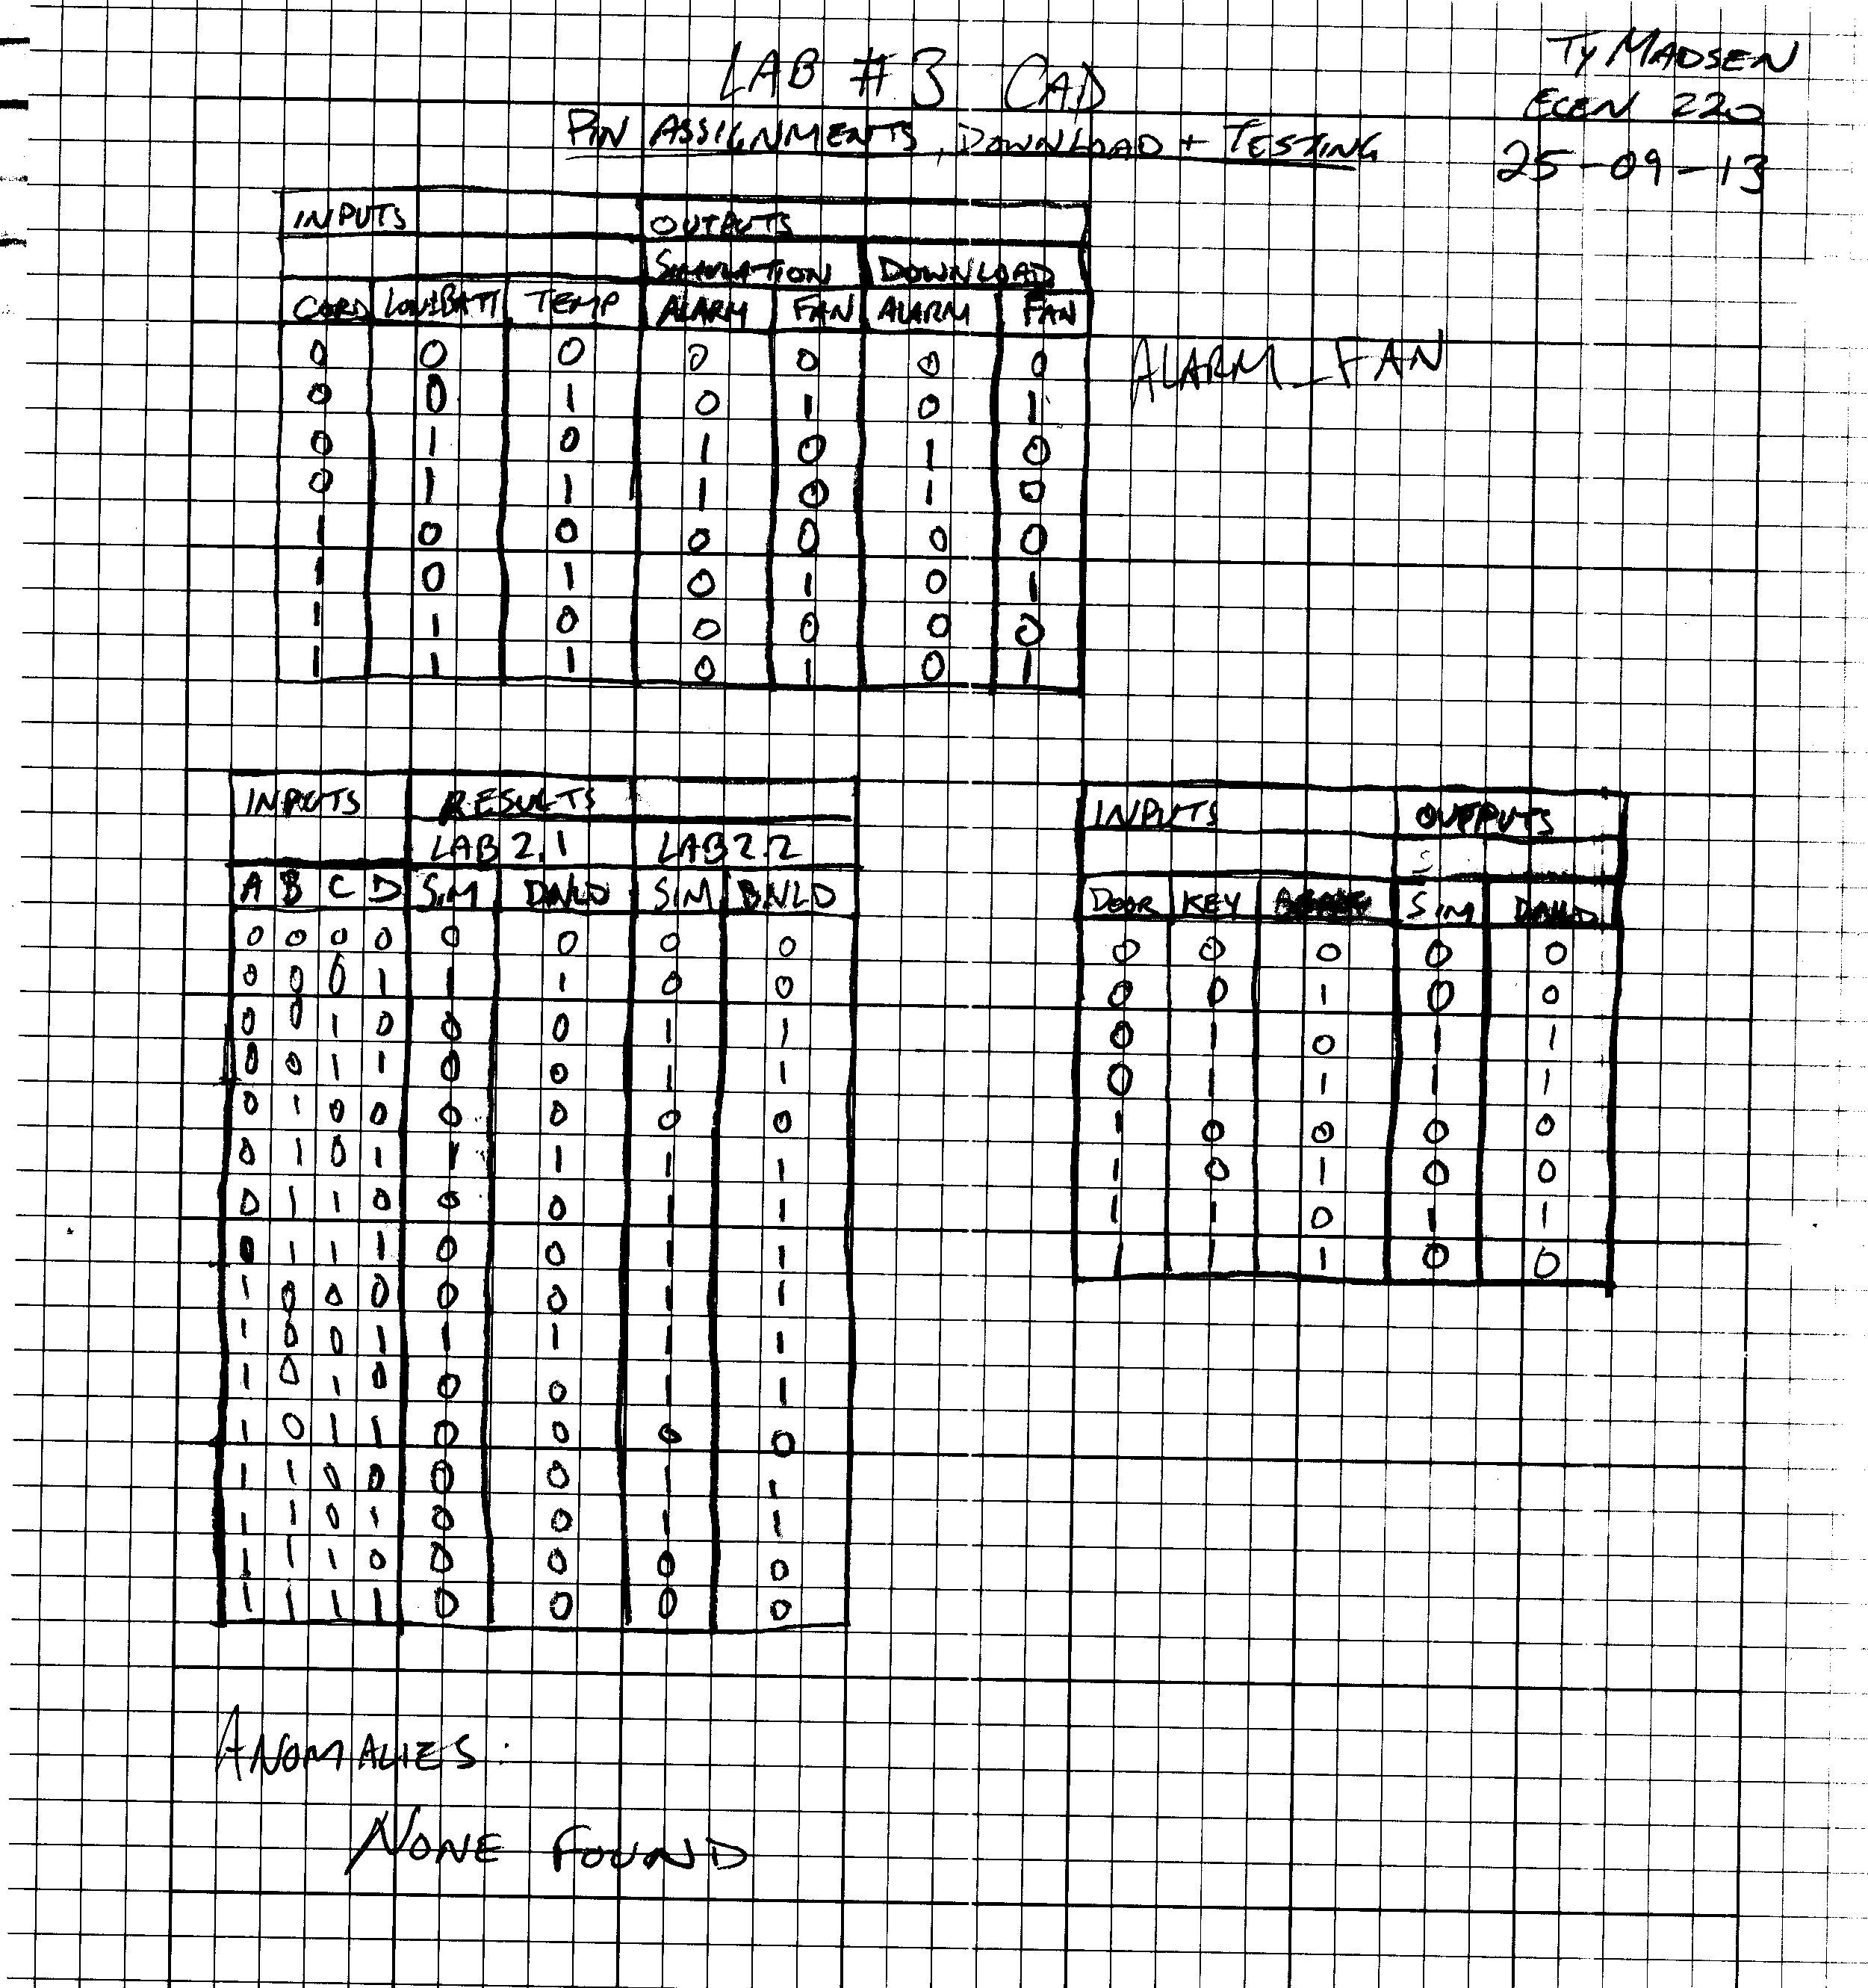 LAB #3 CAD
TY MADSEN
ECEN 220
25-09-13
PIN ASSIGNMENTS, DOWNLOAD + TESTING
INPUTS OUTPUTS
SIMULATION DOWNLOAD
CORD LOWBATT TEMP ALARM FAN ALARM FAN
0 0 0 0 0 0 0
0 0 1 0 1 0 1
0 1 0 1 0 1 0
0 1 1 1 0 1 0
1 0 0 0 0 0 0
1 0 1 0 1 0 1
1 1 0 0 0 0 0
1 1 1 0 1 0 1
ALARM_FAN
INPUTS RESULTS
LAB 2.1 LAB 2.2
A B C D SIM DNLD SIM DNLD
0 0 0 0 0 0 0 0
0 0 0 1 1 1 0 0
0 0 1 0 0 0 1 1
0 0 1 1 0 0 1 1
0 1 0 0 0 0 0 0
0 1 0 1 1 1 1 1
0 1 1 0 0 0 1 1
0 1 1 1 0 0 1 1
1 0 0 0 0 0 1 1
1 0 0 1 1 1 1 1
1 0 1 0 0 0 1 1
1 0 1 1 0 0 0 0
1 1 0 0 0 0 1 1
1 1 0 1 0 0 1 1
1 1 1 0 0 0 0 0
1 1 1 1 0 0 0 0
INPUTS OUTPUTS
DOOR KEY SIM DNLD
0 0 0 0 0
0 0 1 0 0
0 1 0 1 1
0 1 1 1 1
1 0 0 0 0
1 0 1 0 0
1 1 0 1 1
1 1 1 0 0
ANOMALIES:
NONE FOUND